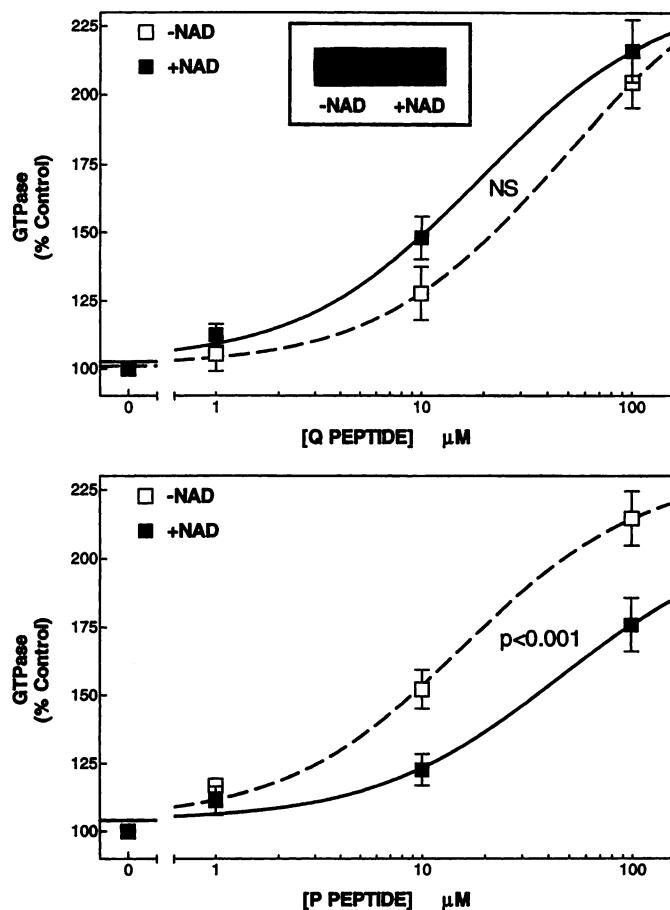 225
200
175
150
125
100
GTPase
(% Control)
-NAD
+NAD
-NAD +NAD
NS
0 1 10 100
[Q PEPTIDE] µM
225
200
175
150
125
100
GTPase
(% Control)
-NAD
+NAD
p<0.001
0 1 10 100
[P PEPTIDE] µM